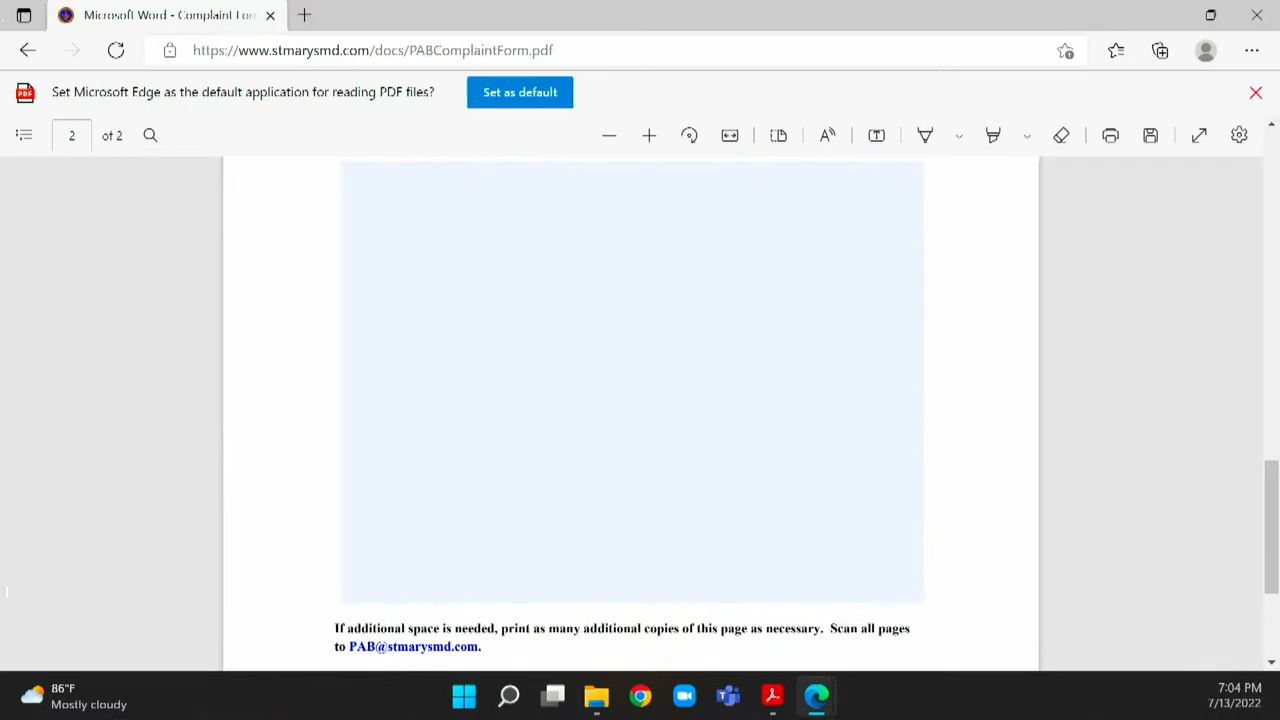 Microsoft Word - Complaint For
https://www.stmarysmd.com/docs/PABComplaintForm.pdf
Set Microsoft Edge as the default application for reading PDF files?
Set as default
2 of 2
If additional space is needed, print as many additional copies of this page as necessary. Scan all pages
to PAB@stmarysmd.com.
86°F
Mostly cloudy
7:04 PM
7/13/2022